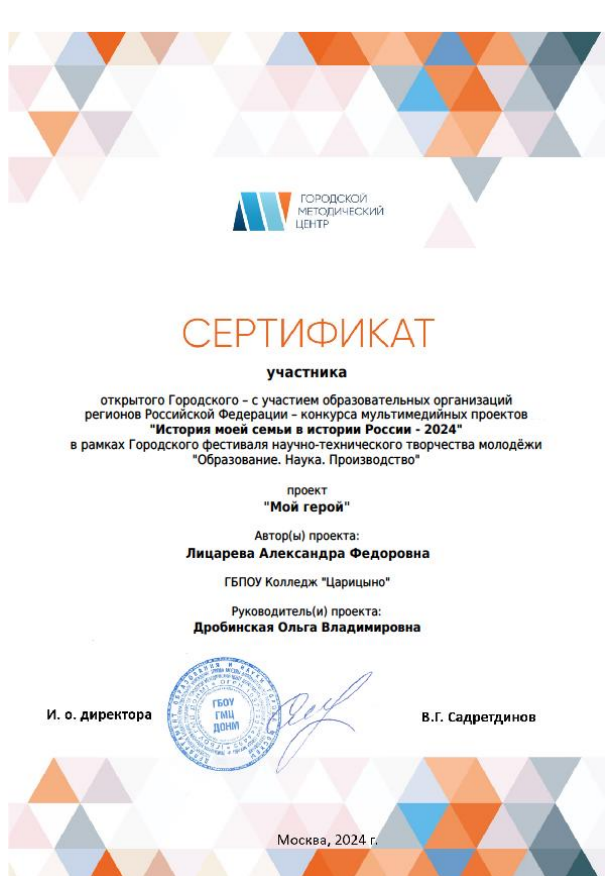 ГОРОДСКОЙ
МЕТОДИЧЕСКИЙ
ЦЕНТР
СЕРТИФИКАТ
участника
открытого Городского – с участием образовательных организаций
регионов Российской Федерации – конкурса мультимедийных проектов
"История моей семьи в истории России - 2024"
в рамках Городского фестиваля научно-технического творчества молодёжи
"Образование. Наука. Производство"
проект
"Мой герой"
Автор(ы) проекта:
Лицарева Александра Федоровна
ГБПОУ Колледж "Царицыно"
Руководитель(и) проекта:
Дробинская Ольга Владимировна
ГБОУ
ГМЦ
ДОНМ
И. о. директора
В.Г. Садретдинов
Москва, 2024 г.